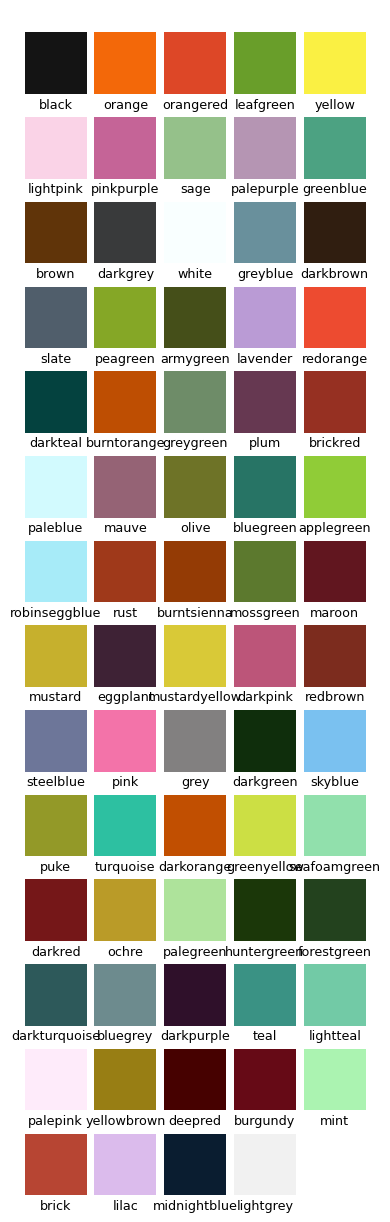 black orange orangered leafgreen yellow
lightpink pinkpurple sage palepurple greenblue
brown darkgrey white greyblue darkbrown
slate peagreen armygreen lavender redorange
darkteal burntorange greygreen plum brickred
paleblue mauve olive bluegreen applegreen
robinseggblue rust burntsienna mossgreen maroon
mustard eggplant mustardyellow darkpink redbrown
steelblue pink grey darkgreen skyblue
puke turquoise darkorange greenyellow seafoamgreen
darkred ochre palegreen huntergreen forestgreen
darkturquoise bluegrey darkpurple teal lightteal
palepink yellowbrown deepred burgundy mint
brick lilac midnightblue lightgrey